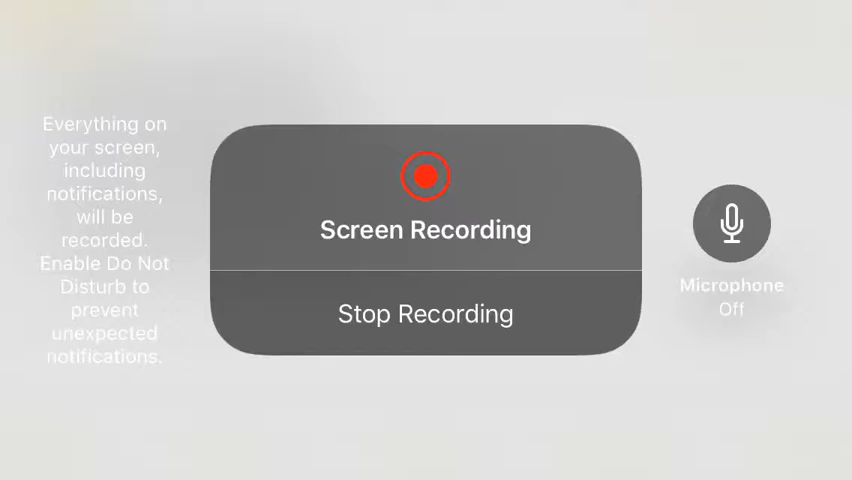 Everything on
your screen,
including
notifications,
will be
recorded.
Enable Do Not
Disturb to
prevent
unexpected
notifications.
Screen Recording
Stop Recording
Microphone
Off